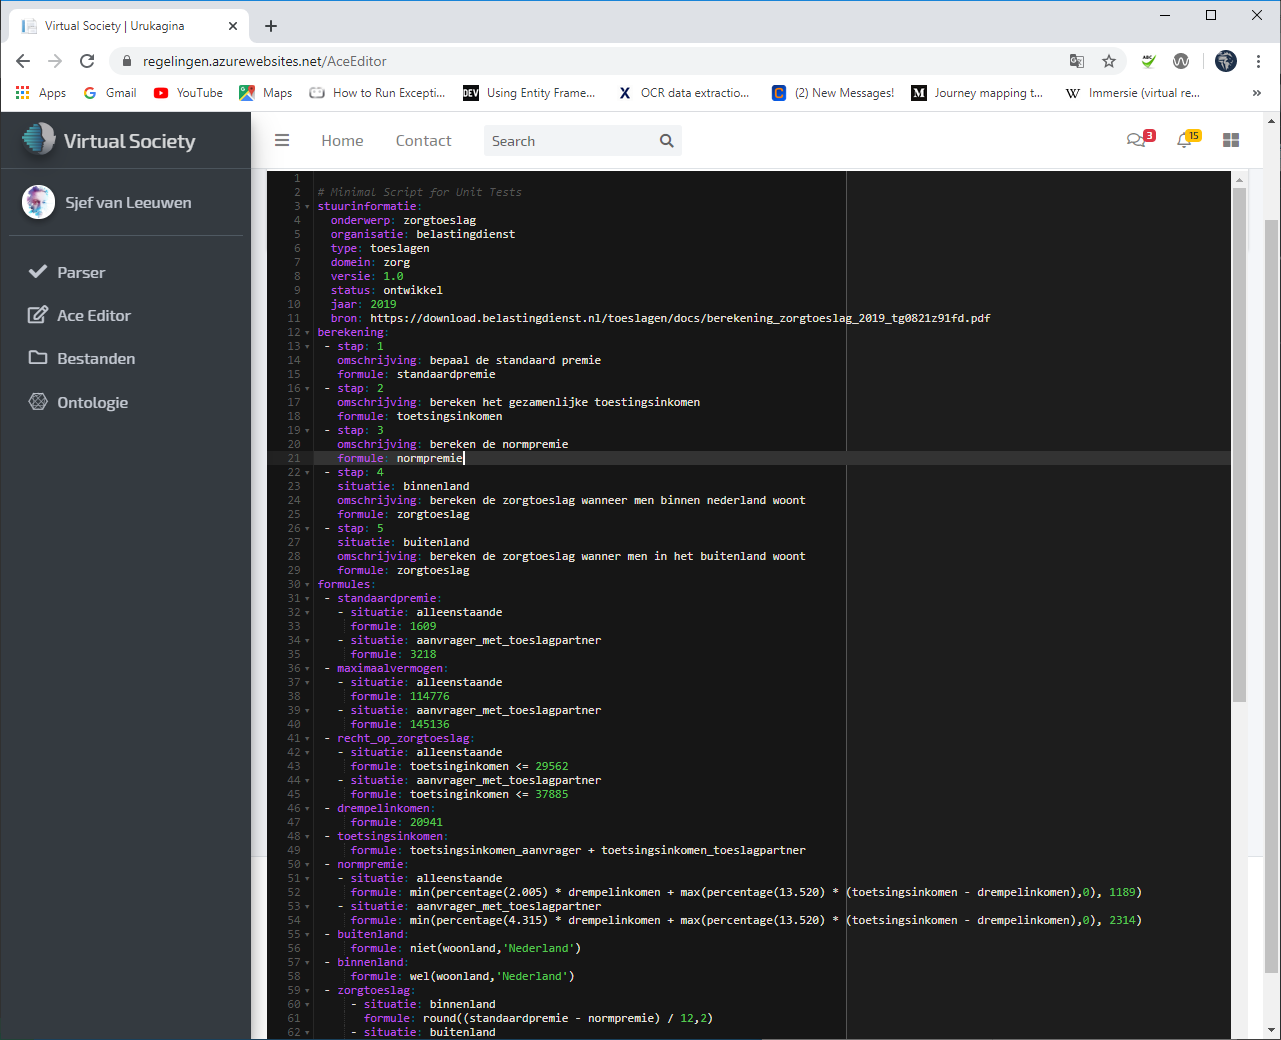 Virtual Society | Urukagina
regelingen.azurewebsites.net/AceEditor
Apps Gmail YouTube Maps How to Run Excepti... Using Entity Frame... OCR data extractio... (2) New Messages! Journey mapping t... Immersie (virtual re... »
Virtual Society
Home Contact Search 3 15
Sjef van Leeuwen
Parser
Ace Editor
Bestanden
Ontologie
1
2 # Minimal Script for Unit Tests
3 stuurinformatie:
4 onderwerp: zorgtoeslag
5 organisatie: belastingdienst
6 type: toeslagen
7 domein: zorg
8 versie: 1.0
9 status: ontwikkel
10 jaar: 2019
11 bron: https://download.belastingdienst.nl/toeslagen/docs/berekening_zorgtoeslag_2019_tg0821z91fd.pdf
12 berekening:
13 - stap: 1
14 omschrijving: bepaal de standaard premie
15 formule: standaardpremie
16 - stap: 2
17 omschrijving: bereken het gezamenlijke toestingsinkomen
18 formule: toetsingsinkomen
19 - stap: 3
20 omschrijving: bereken de normpremie
21 formule: normpremie
22 - stap: 4
23 situatie: binnenland
24 omschrijving: bereken de zorgtoeslag wanneer men binnen nederland woont
25 formule: zorgtoeslag
26 - stap: 5
27 situatie: buitenland
28 omschrijving: bereken de zorgtoeslag wanner men in het buitenland woont
29 formule: zorgtoeslag
30 formules:
31 - standaardpremie:
32 - situatie: alleenstaande
33 formule: 1609
34 - situatie: aanvrager_met_toeslagpartner
35 formule: 3218
36 - maximaalvermogen:
37 - situatie: alleenstaande
38 formule: 114776
39 - situatie: aanvrager_met_toeslagpartner
40 formule: 145136
41 - recht_op_zorgtoeslag:
42 - situatie: alleenstaande
43 formule: toetsinginkomen <= 29562
44 - situatie: aanvrager_met_toeslagpartner
45 formule: toetsinginkomen <= 37885
46 - drempelinkomen:
47 formule: 20941
48 - toetsingsinkomen:
49 formule: toetsingsinkomen_aanvrager + toetsingsinkomen_toeslagpartner
50 - normpremie:
51 - situatie: alleenstaande
52 formule: min(percentage(2.005) * drempelinkomen + max(percentage(13.520) * (toetsingsinkomen - drempelinkomen),0), 1189)
53 - situatie: aanvrager_met_toeslagpartner
54 formule: min(percentage(4.315) * drempelinkomen + max(percentage(13.520) * (toetsingsinkomen - drempelinkomen),0), 2314)
55 - buitenland:
56 formule: niet(woonland,'Nederland')
57 - binnenland:
58 formule: wel(woonland,'Nederland')
59 - zorgtoeslag:
60 - situatie: binnenland
61 formule: round((standaardpremie - normpremie) / 12,2)
62 - situatie: buitenland